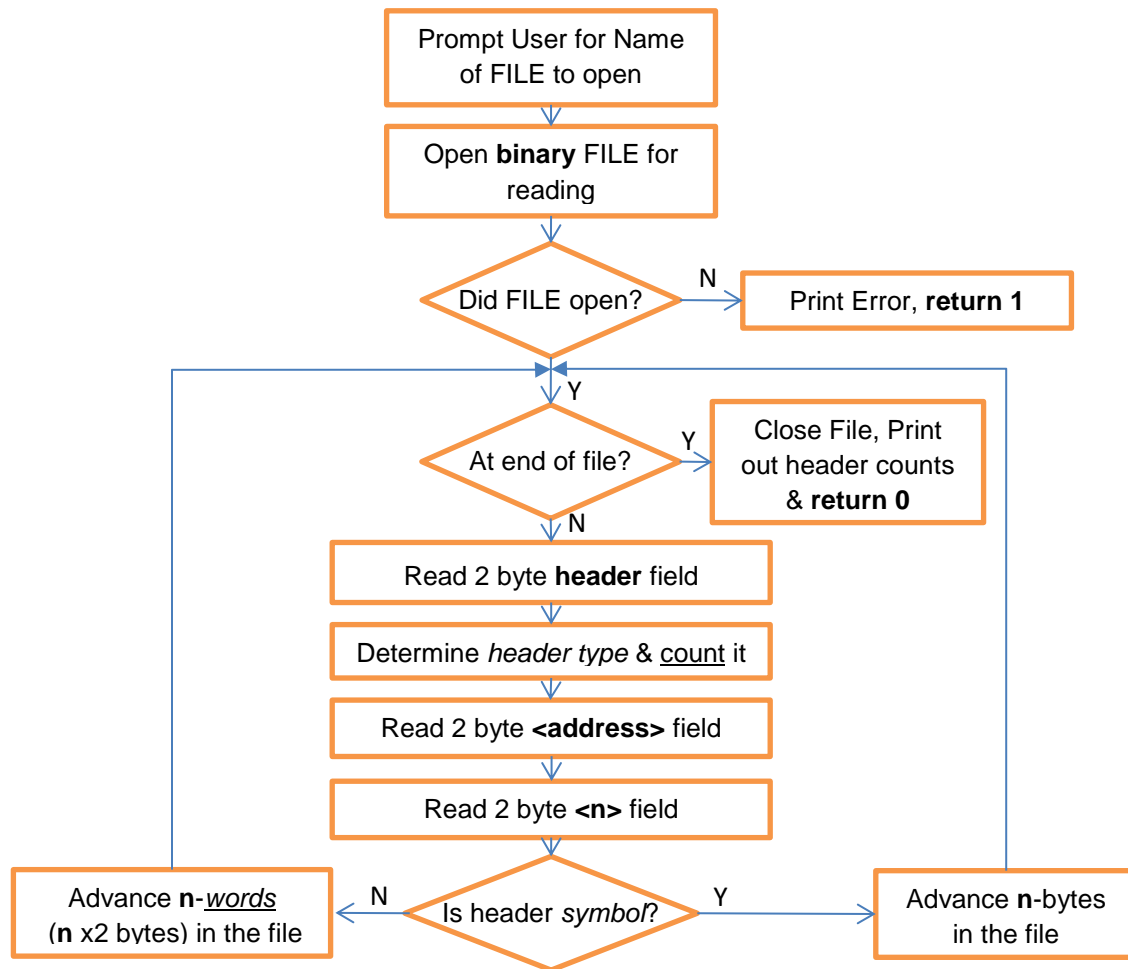 Prompt User for Name
of FILE to open
Open binary FILE for
reading
Did FILE open?
N
Print Error, return 1
Y
At end of file?
Y
Close File, Print
out header counts
& return 0
N
Read 2 byte header field
Determine header type & count it
Read 2 byte <address> field
Read 2 byte <n> field
Is header symbol?
N
Advance n-words
(n x2 bytes) in the file
Y
Advance n-bytes
in the file